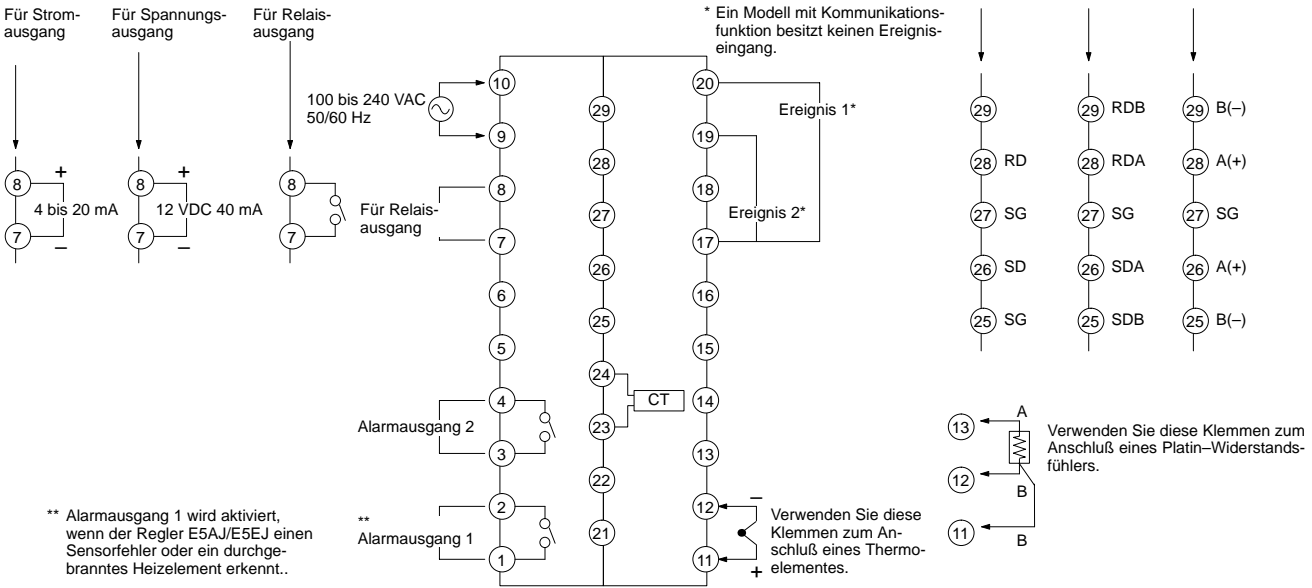 Für Strom-
ausgang
Für Spannungs-
ausgang
Für Relais-
ausgang
8
+
4 bis 20 mA
7
–
8
+
12 VDC 40 mA
7
–
8
7
100 bis 240 VAC
50/60 Hz
Für Relais-
ausgang
Alarmausgang 2
**
Alarmausgang 1
10
9
8
7
6
5
4
3
2
1
29
28
27
26
25
24
23
22
21
CT
20
19
18
17
16
15
14
13
12
11
Ereignis 1*
Ereignis 2*
* Ein Modell mit Kommunikations-
funktion besitzt keinen Ereignis-
eingang.
–
+
Verwenden Sie diese
Klemmen zum An-
schluß eines Thermo-
elementes.
** Alarmausgang 1 wird aktiviert,
wenn der Regler E5AJ/E5EJ einen
Sensorfehler oder ein durchge-
branntes Heizelement erkennt..
29
28 RD
27 SG
26 SD
25 SG
29 RDB
28 RDA
27 SG
26 SDA
25 SDB
29 B(–)
28 A(+)
27 SG
26 A(+)
25 B(–)
13
A
12
B
11
B
Verwenden Sie diese Klemmen zum
Anschluß eines Platin–Widerstands-
fühlers.